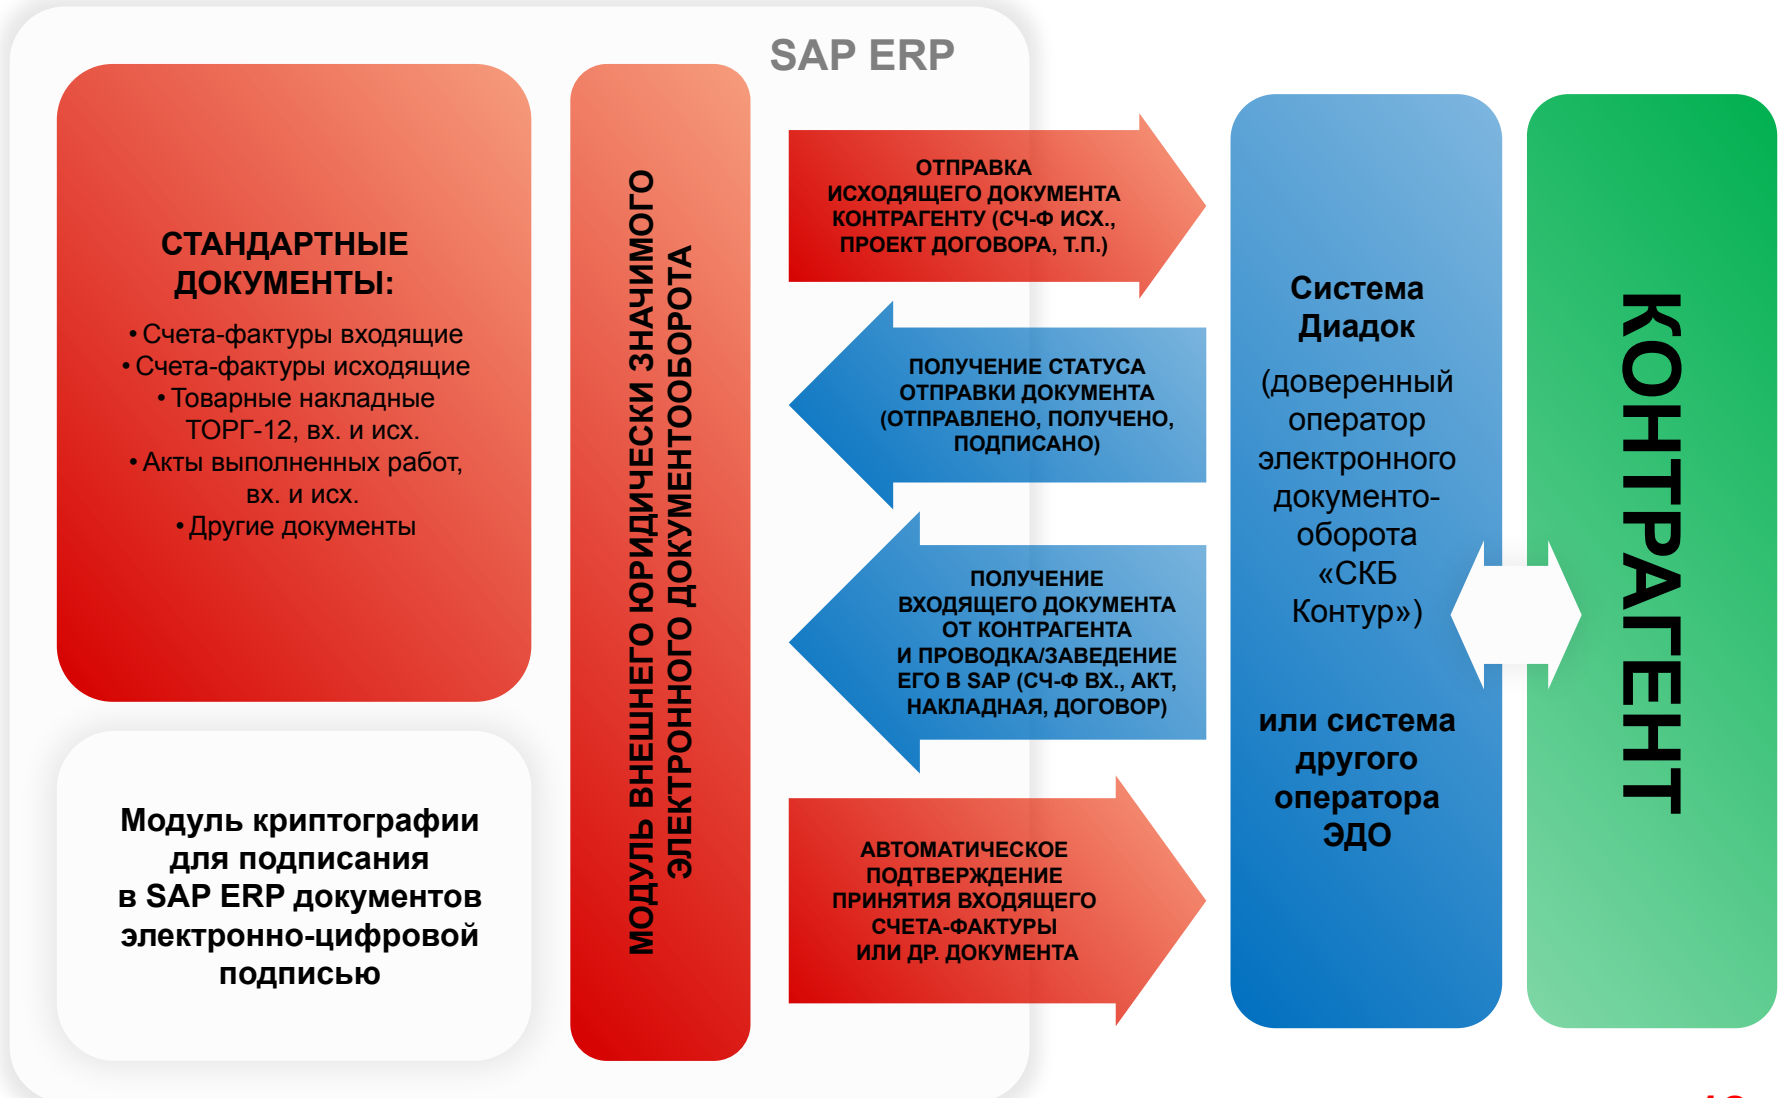 SAP ERP
СТАНДАРТНЫЕ
ДОКУМЕНТЫ:
• Счета-фактуры входящие
• Счета-фактуры исходящие
• Товарные накладные
ТОРГ-12, вх. и исх.
• Акты выполненных работ,
вх. и исх.
• Другие документы
Модуль криптографии
для подписания
в SAP ERP документов
электронно-цифровой
подписью
МОДУЛЬ ВНЕШНЕГО ЮРИДИЧЕСКИ ЗНАЧИМОГО
ЭЛЕКТРОННОГО ДОКУМЕНТООБОРОТА
ОТПРАВКА
ИСХОДЯЩЕГО ДОКУМЕНТА
КОНТРАГЕНТУ (СЧ-Ф ИСХ.,
ПРОЕКТ ДОГОВОРА, Т.П.)
ПОЛУЧЕНИЕ СТАТУСА
ОТПРАВКИ ДОКУМЕНТА
(ОТПРАВЛЕНО, ПОЛУЧЕНО,
ПОДПИСАНО)
ПОЛУЧЕНИЕ
ВХОДЯЩЕГО ДОКУМЕНТА
ОТ КОНТРАГЕНТА
И ПРОВОДКА/ЗАВЕДЕНИЕ
ЕГО В SAP (СЧ-Ф ВХ., АКТ,
НАКЛАДНАЯ, ДОГОВОР)
АВТОМАТИЧЕСКОЕ
ПОДТВЕРЖДЕНИЕ
ПРИНЯТИЯ ВХОДЯЩЕГО
СЧЕТА-ФАКТУРЫ
ИЛИ ДР. ДОКУМЕНТА
Система
Диадок
(доверенный
оператор
электронного
документо-
оборота
«СКБ
Контур»)
или система
другого
оператора
ЭДО
КОНТРАГЕНТ